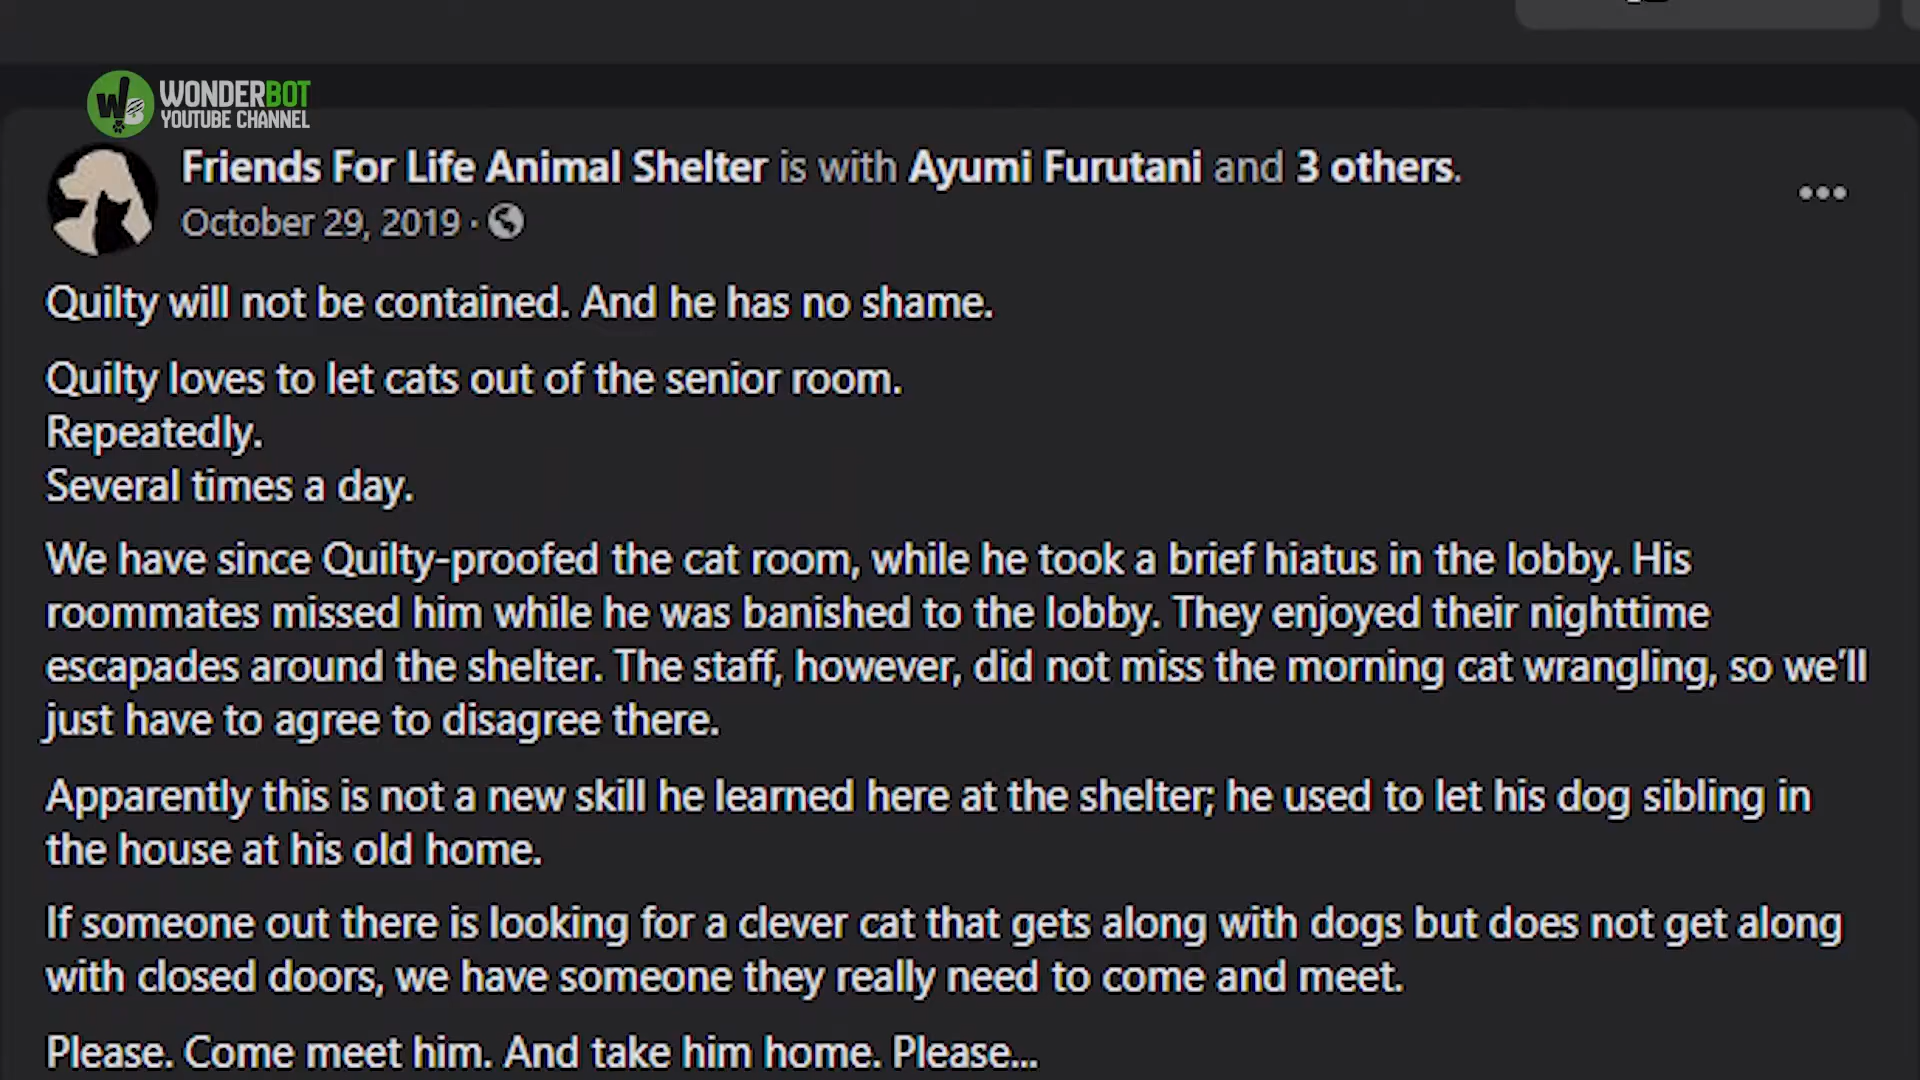 WONDERBOT
YOUTUBE CHANNEL
Friends For Life Animal Shelter is with Ayumi Furutani and 3 others.
October 29, 2019 ·
Quilty will not be contained. And he has no shame.
Quilty loves to let cats out of the senior room.
Repeatedly.
Several times a day.
We have since Quilty-proofed the cat room, while he took a brief hiatus in the lobby. His
roommates missed him while he was banished to the lobby. They enjoyed their nighttime
escapades around the shelter. The staff, however, did not miss the morning cat wrangling, so we’ll
just have to agree to disagree there.
Apparently this is not a new skill he learned here at the shelter; he used to let his dog sibling in
the house at his old home.
If someone out there is looking for a clever cat that gets along with dogs but does not get along
with closed doors, we have someone they really need to come and meet.
Please. Come meet him. And take him home. Please...